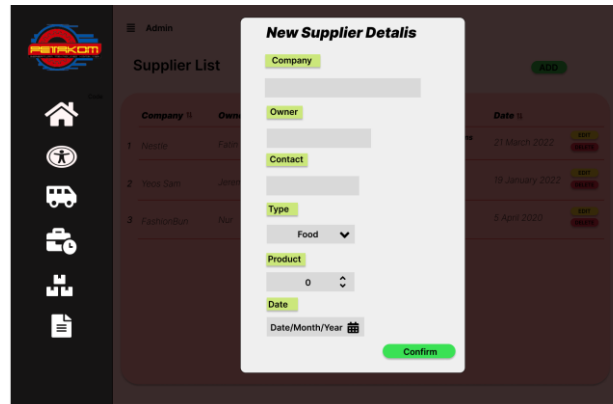 PETAKOM
Admin
Supplier List
ADD
Company
Date
1 Nestle
21 March 2022
EDIT
DELETE
18 January 2022
EDIT
DELETE
3
5 April 2020
EDIT
DELETE
New Supplier Detalis
Company
Owner
Contact
Type
Food
Product
0
Date
Date/Month/Year
Confirm